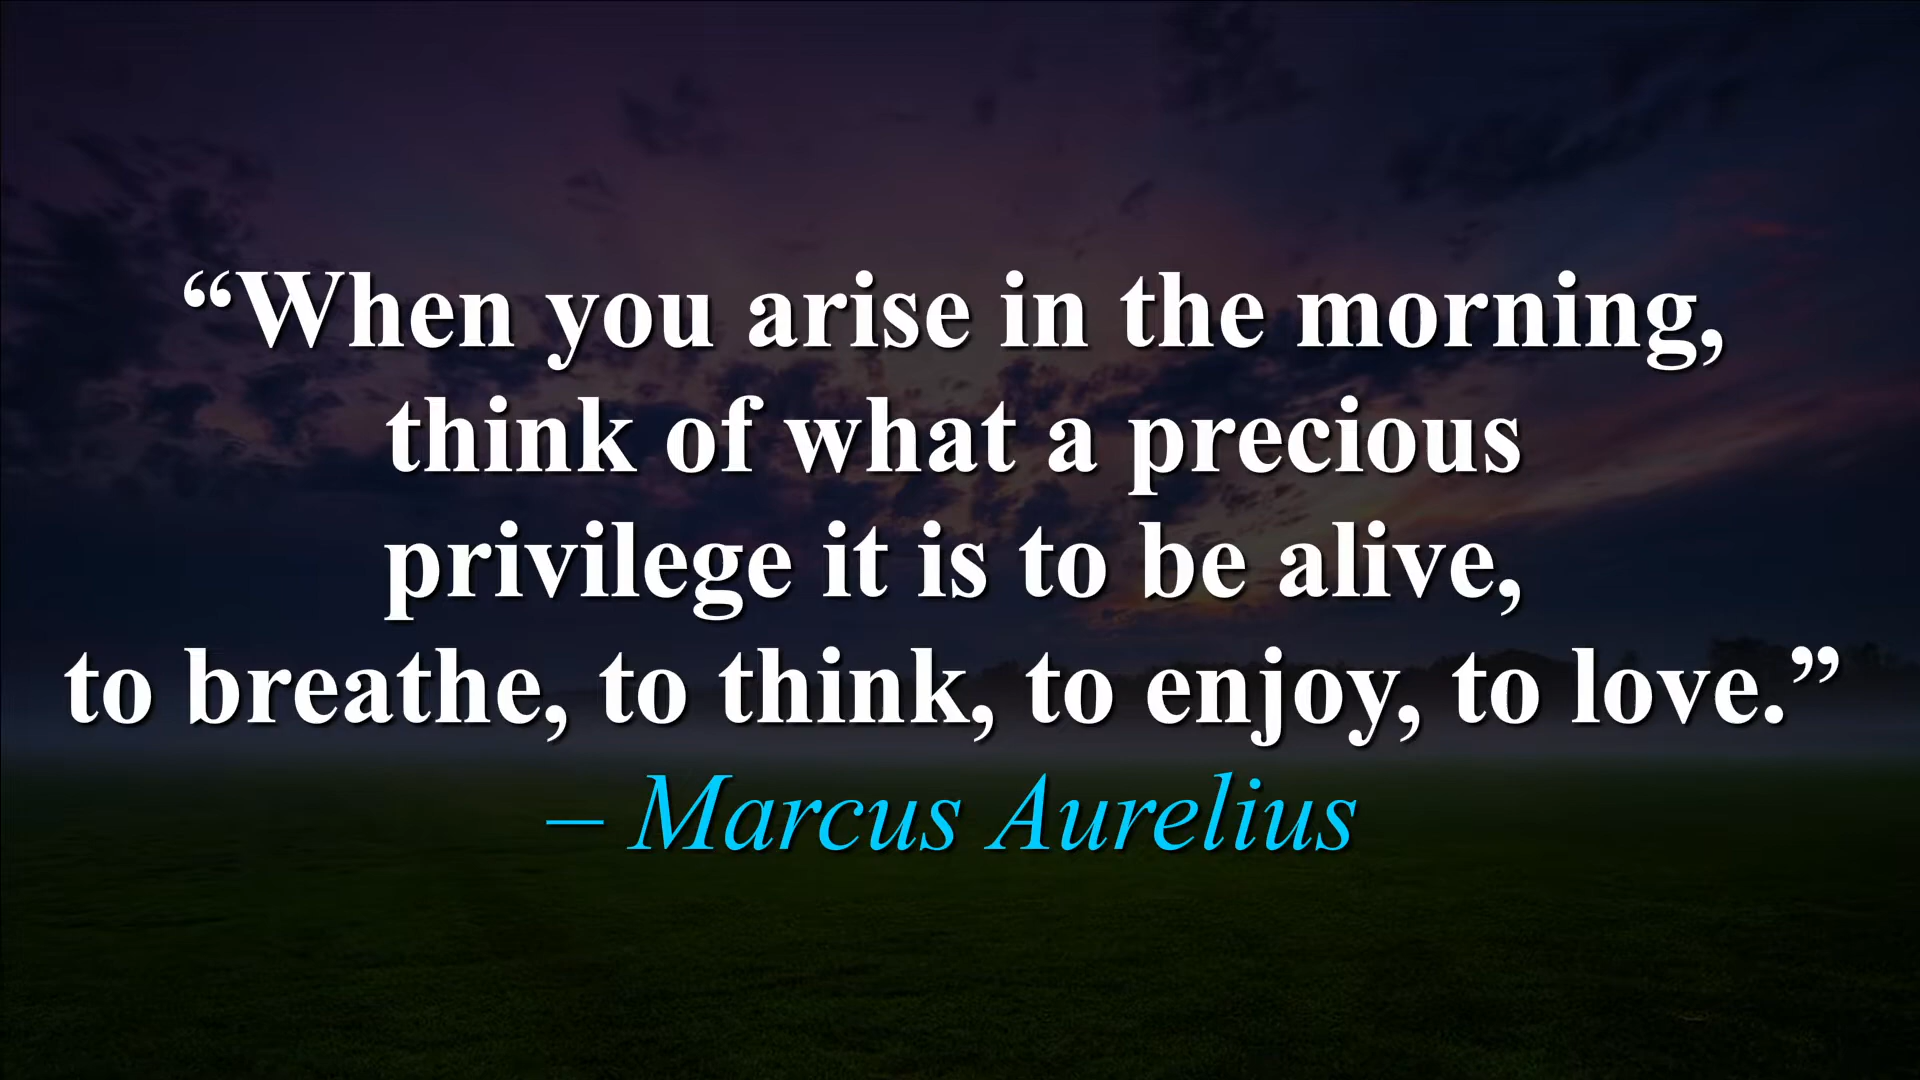 “When you arise in the morning,
think of what a precious
privilege it is to be alive,
to breathe, to think, to enjoy, to love.”
– Marcus Aurelius